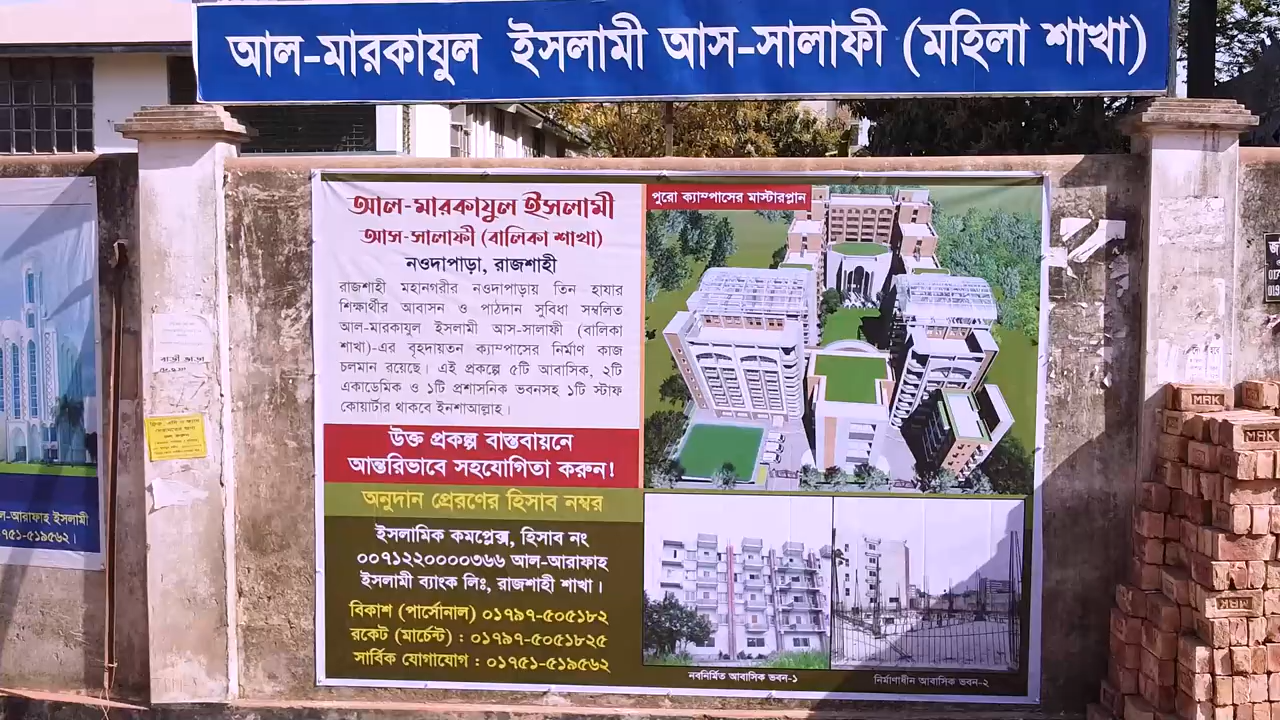 আল-মারকাযুল ইসলামী আস-সালাফী (মহিলা শাখা)
আল-মারকাযুল ইসলামী
আস-সালাফী (বালিকা শাখা)
নওদাপাড়া, রাজশাহী
রাজশাহী মহানগরীর নওদাপাড়ায় তিন হাযার
শিক্ষার্থীর আবাসন ও পাঠদান সুবিধা সম্বলিত
আল-মারকাযুল ইসলামী আস-সালাফী (বালিকা
শাখা)-এর বৃহদায়তন ক্যাম্পাসের নির্মাণ কাজ
চলমান রয়েছে। এই প্রকল্পে ৫টি আবাসিক, ২টি
একাডেমিক ও ১টি প্রশাসনিক ভবনসহ ১টি স্টাফ
কোয়ার্টার থাকবে ইনশাআল্লাহ।
উক্ত প্রকল্প বাস্তবায়নে
আন্তরিভাবে সহযোগিতা করুন!
অনুদান প্রেরণের হিসাব নম্বর
ইসলামিক কমপ্লেক্স, হিসাব নং
০০৭১২২০০০০৩৬৬ আল-আরাফাহ
ইসলামী ব্যাংক লিঃ, রাজশাহী শাখা।
বিকাশ (পার্সোনাল) ০১৭৯৭-৫০৫১৮২
রকেট (মার্চেন্ট) : ০১৭৯৭-৫০৫১৮২৫
সার্বিক যোগাযোগ : ০১৭৫১-৫১৯৫৬২
পুরো ক্যাম্পাসের মাস্টারপ্লান
নবনির্মিত আবাসিক ভবন-১
নির্মাণাধীন আবাসিক ভবন-২
ল-আরাফাহ ইসলামী
৭৫১-৫১৯৫৬২।
MRK
MRK
MRK